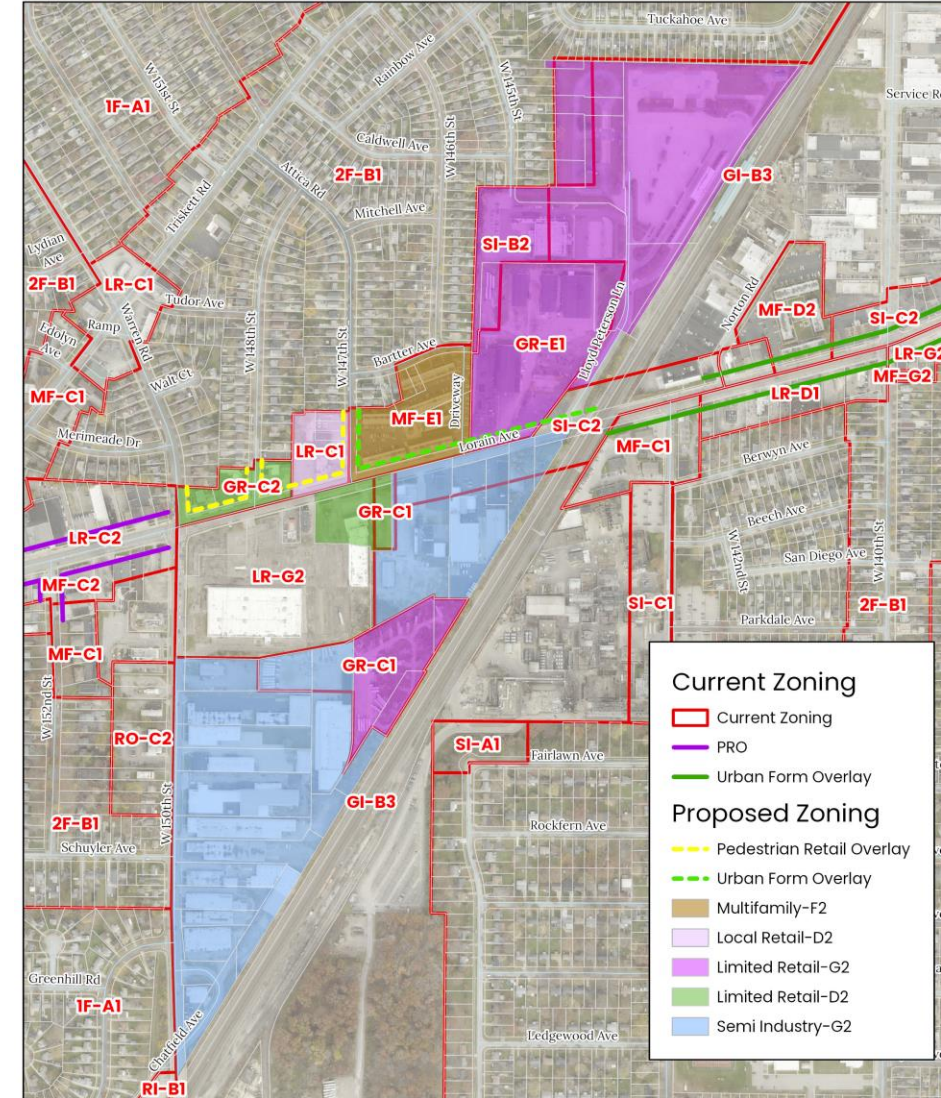 Tuckahoe Ave
Rainbow Ave
W 151st St
W 145th St
Service Rd
1F-A1
Caldwell Ave
W 146th St
2F-B1
GI-B3
Attica Rd
Triskett Rd
Mitchell Ave
Lydian Ave
SI-B2
2F-B1
LR-C1
Tudor Ave
Norton Rd
MF-D2
SI-C2
Edolyn Ave
Ramp
Warren Rd
W 148th St
W 147th St
Lloyd Peterson Ln
GR-E1
Bartter Ave
LR-G2
MF-G2
MF-C1
Walt Ct
MF-E1
Driveway
LR-D1
Merimeade Dr
LR-C1
Lorain Ave
SI-C2
MF-C1
Berwyn Ave
GR-C2
GR-C1
Beech Ave
LR-C2
W 142nd St
San Diego Ave
W 140th St
LR-G2
MF-C2
SI-C1
2F-B1
Parkdale Ave
MF-C1
GR-C1
W 152nd St
RO-C2
SI-A1
Fairlawn Ave
GI-B3
2F-B1
W 150th St
Rockfern Ave
Schuyler Ave
Greenhill Rd
1F-A1
Chatfield Ave
Ledgewood Ave
RI-B1
Current Zoning
Current Zoning
PRO
Urban Form Overlay
Proposed Zoning
Pedestrian Retail Overlay
Urban Form Overlay
Multifamily-F2
Local Retail-D2
Limited Retail-G2
Limited Retail-D2
Semi Industry-G2